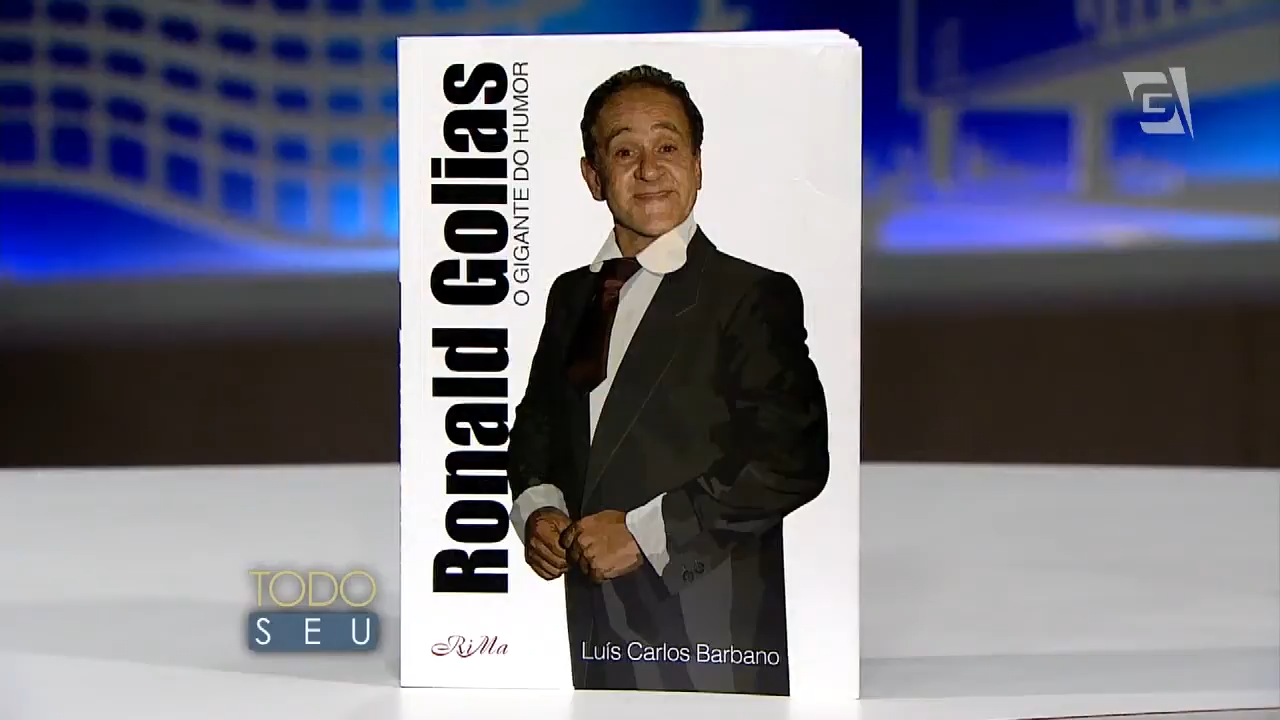 Ronald Golias
O GIGANTE DO HUMOR
TODO
SEU
RiMa
Luís Carlos Barbano